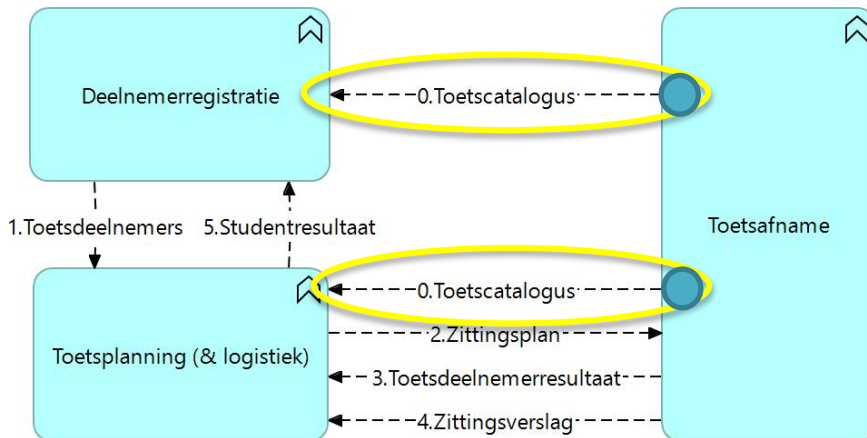 Deelnemerregistratie
0.Toetscatalogus
1.Toetsdeelnemers
5.Studentresultaat
Toetsafname
0.Toetscatalogus
2.Zittingsplan
Toetsplanning (& logistiek)
3.Toetsdeelnemerresultaat
4.Zittingsverslag